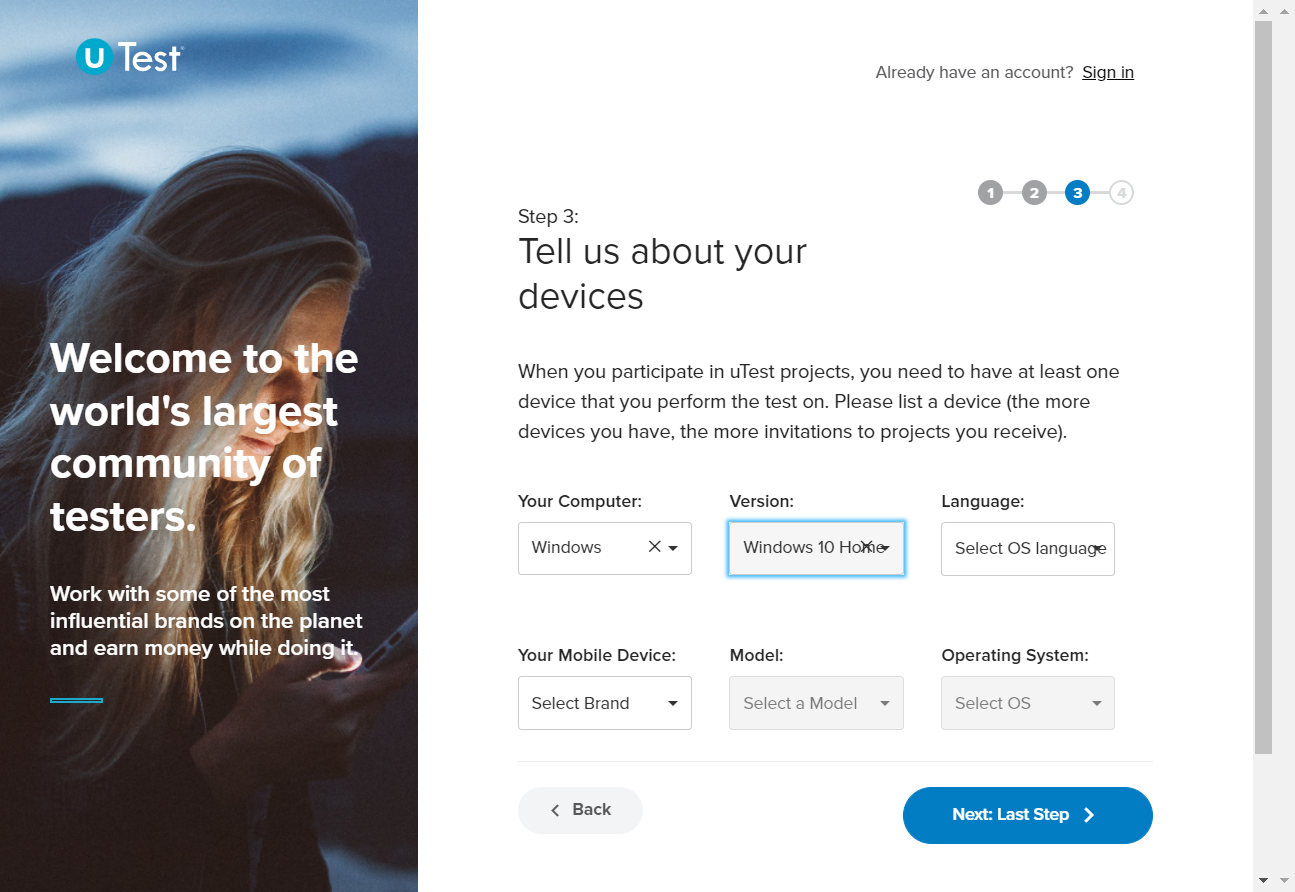 U Test
Already have an account? Sign in
1 2 3 4
Step 3:
Tell us about your
devices
Welcome to the
world's largest
community of
testers.
When you participate in uTest projects, you need to have at least one
device that you perform the test on. Please list a device (the more
devices you have, the more invitations to projects you receive).
Your Computer: Version: Language:
Windows Windows 10 Home Select OS language
Work with some of the most
influential brands on the planet
and earn money while doing it.
Your Mobile Device: Model: Operating System:
Select Brand Select a Model Select OS
Back
Next: Last Step